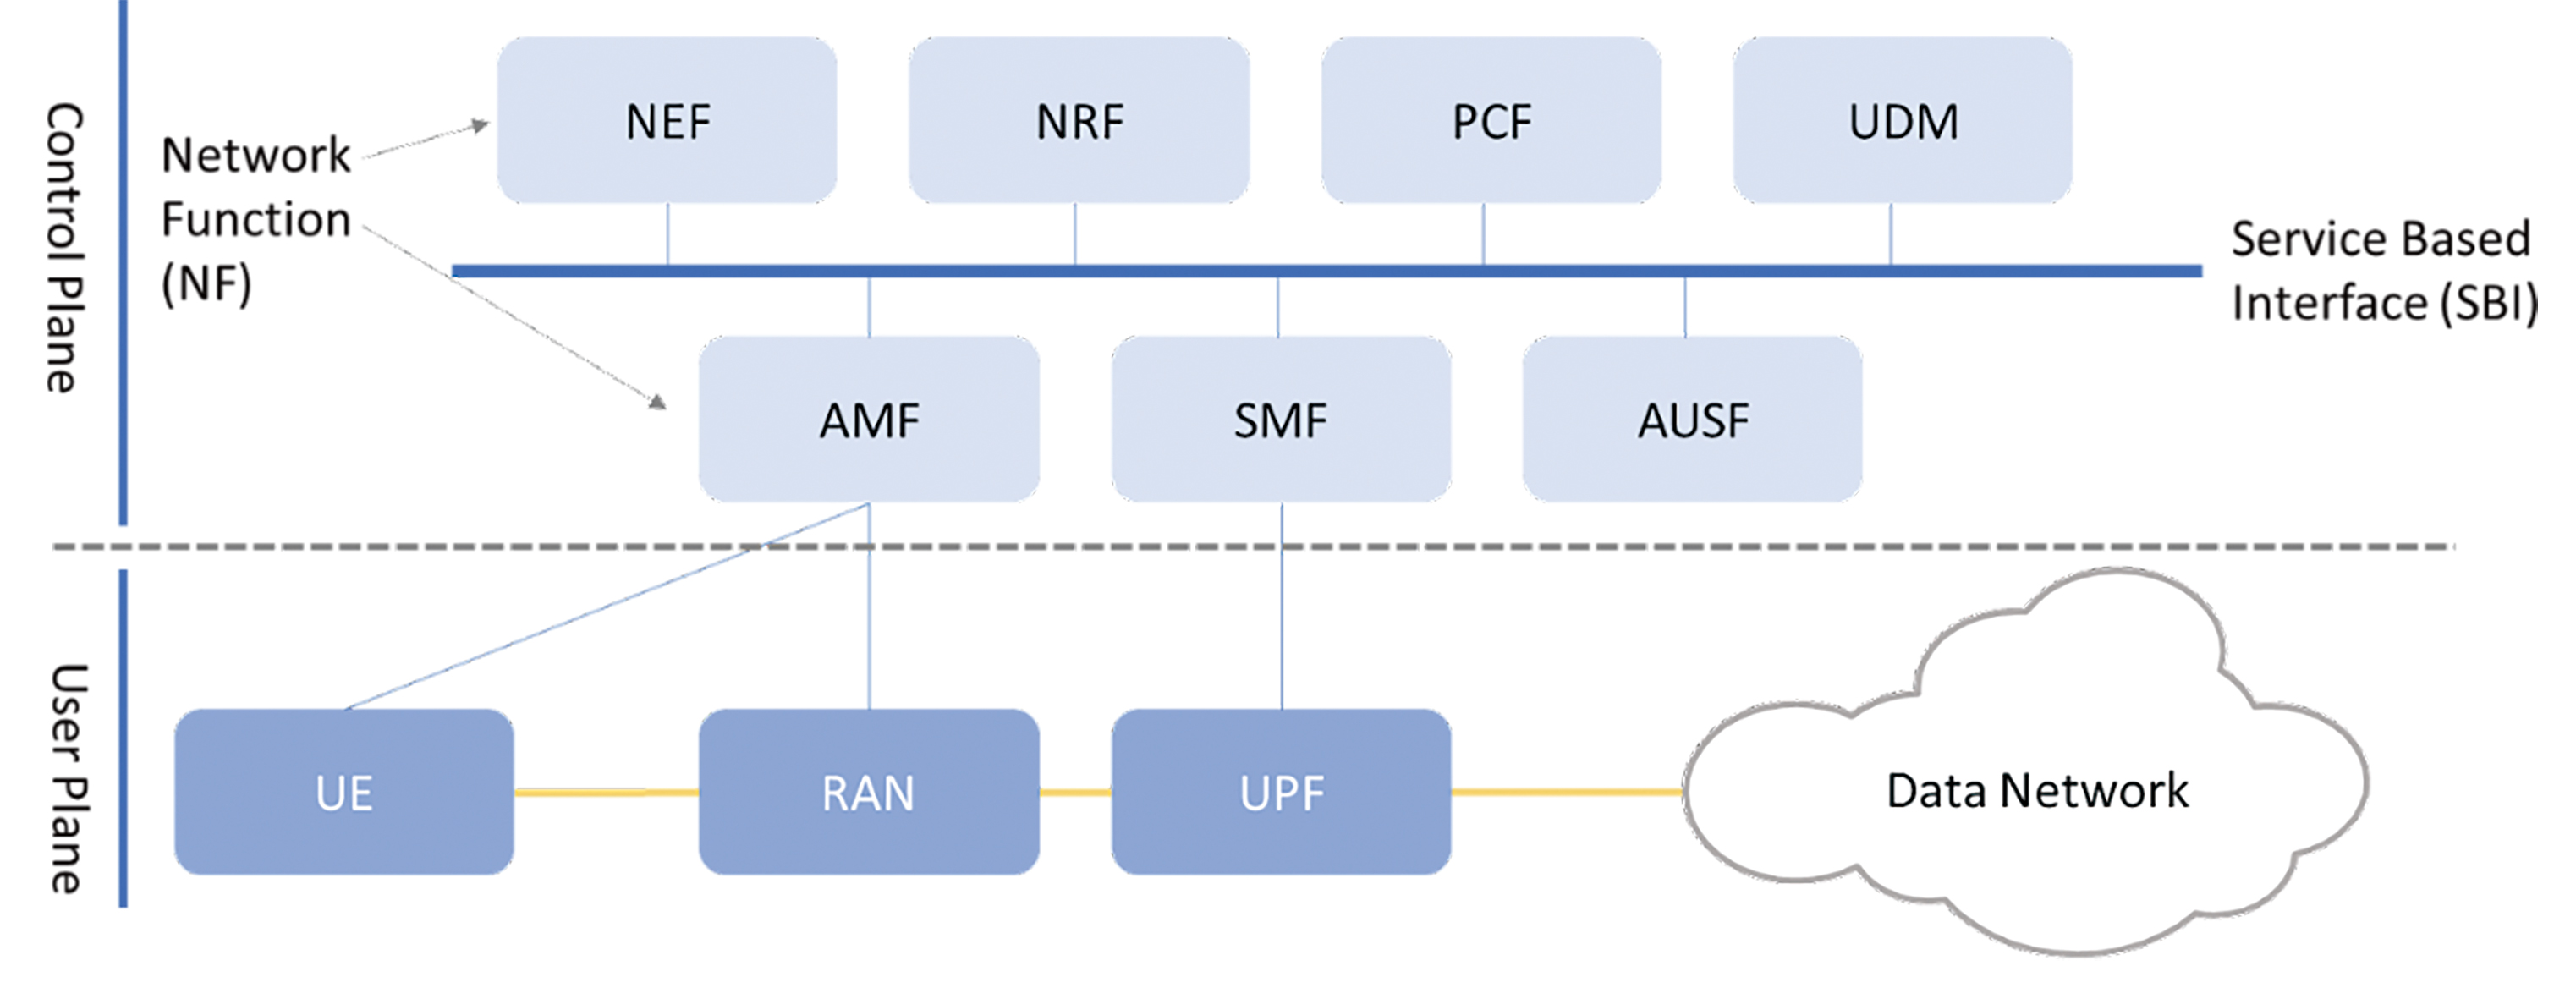 Control Plane
Network
Function
(NF)
NEF
NRF
PCF
UDM
Service Based
Interface (SBI)
AMF
SMF
AUSF
User Plane
UE
RAN
UPF
Data Network